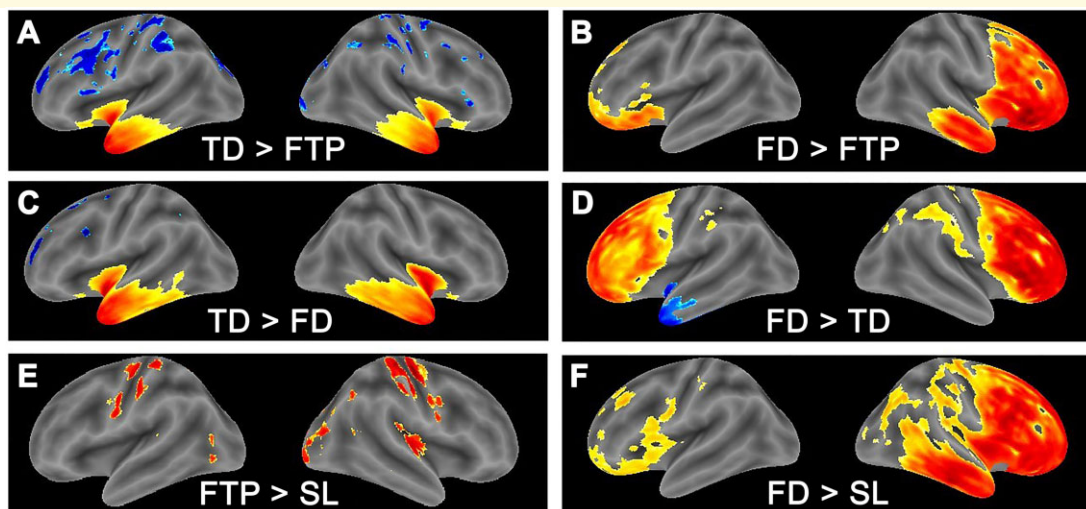 A
TD > FTP
B
FD > FTP
C
TD > FD
D
FD > TD
E
FTP > SL
F
FD > SL